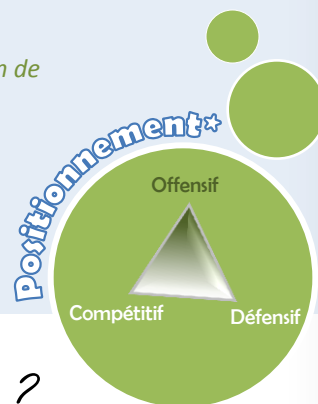 n de
Positionnement*
Offensif
Compétitif
Défensif
?